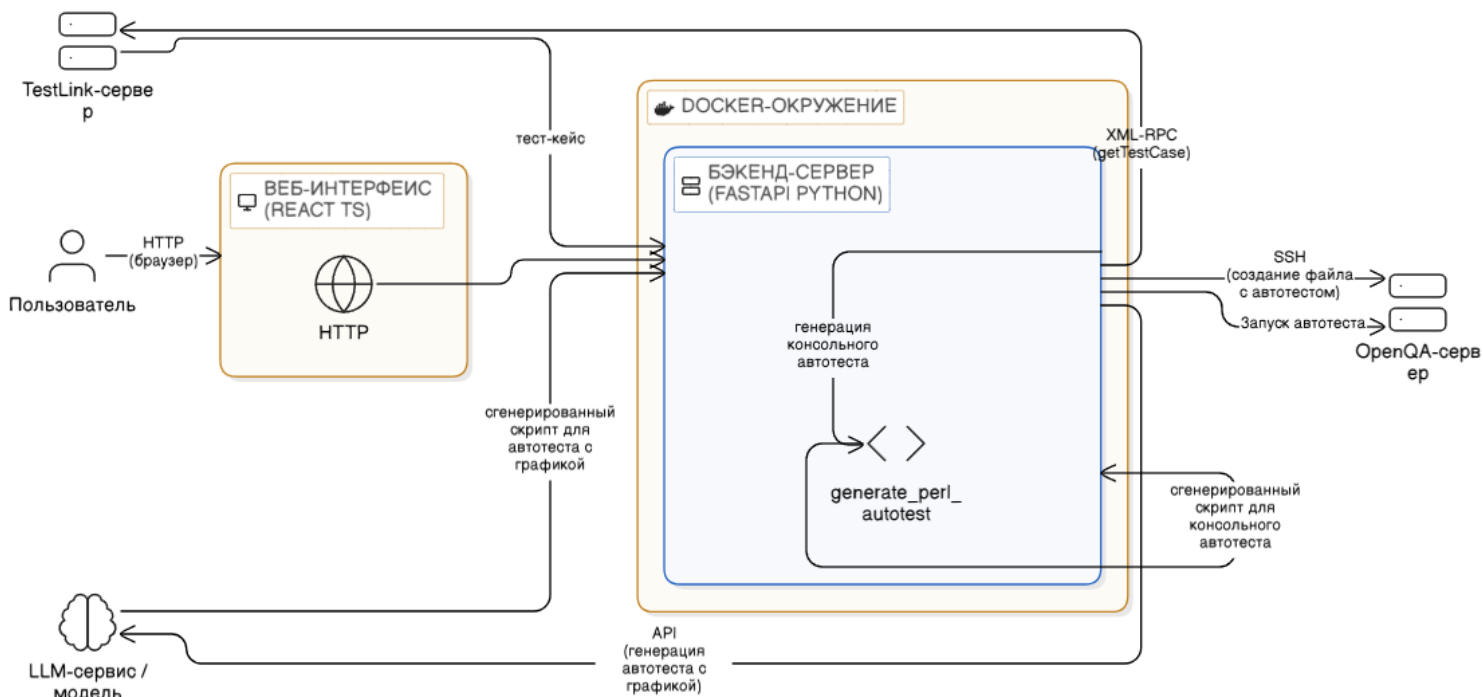 TestLink-серве
р
тест-кейс
DOCKER-ОКРУЖЕНИЕ
XML-RPC
(getTestCase)
БЭКЕНД-СЕРВЕР
(FASTAPI PYTHON)
ВЕБ-ИНТЕРФЕИС
(REACT TS)
HTTP
(браузер)
Пользователь
HTTP
SSH
(создание файла
с автотестом)
Запуск автотеста
OpenQA-серв
ер
генерация
консольного
автотеста
сгенерированный
скрипт для
автотеста с
графикой
generate_perl_
autotest
сгенерированный
скрипт для
консольного
автотеста
API
(генерация
автотеста с
графикой)
LLM-сервис /
модель